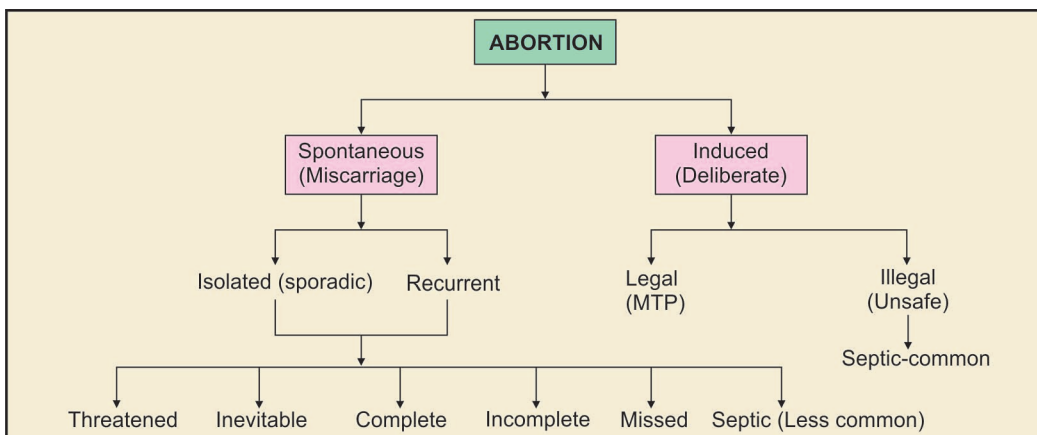 ABORTION
Spontaneous
(Miscarriage)
Induced
(Deliberate)
Isolated (sporadic)
Recurrent
Legal
(MTP)
Illegal
(Unsafe)
Septic-common
Threatened
Inevitable
Complete
Incomplete
Missed
Septic (Less common)